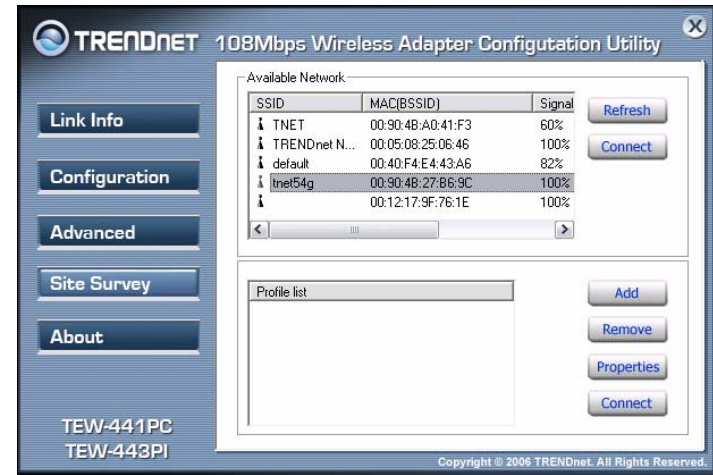 TRENDNET 108Mbps Wireless Adapter Configutation Utility
Link Info
Configuration
Advanced
Site Survey
About
TEW-441PC
TEW-443PI
Available Network
SSID MAC(BSSID) Signal
TNET 00:90:4B:A0:41:F3 60%
TRENDnet N... 00:05:08:25:06:46 100%
default 00:40:F4:E4:43:A6 82%
tnet54g 00:90:4B:27:B6:9C 100%
00:12:17:9F:76:1E 100%
Refresh
Connect
Profile list
Add
Remove
Properties
Connect
Copyright © 2006 TRENDnet. All Rights Reserved.